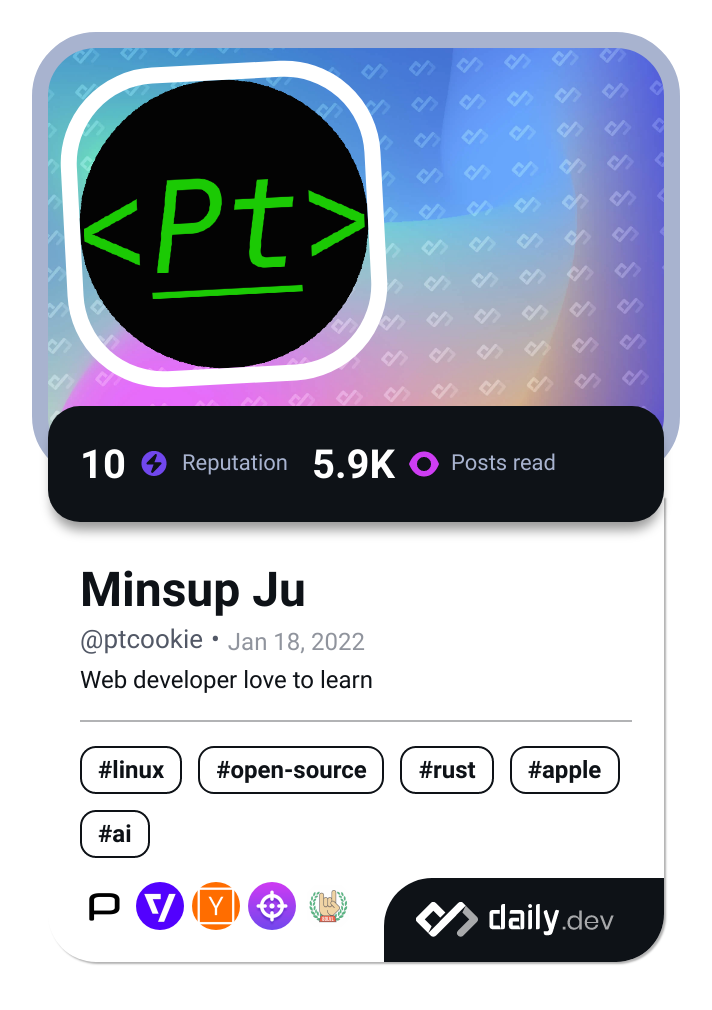 <Pt>
10 Reputation 5.9K Posts read
Minsup Ju
@ptcookie • Jan 18, 2022
Web developer love to learn
#linux #open-source #rust #apple
#ai
Y
daily.dev